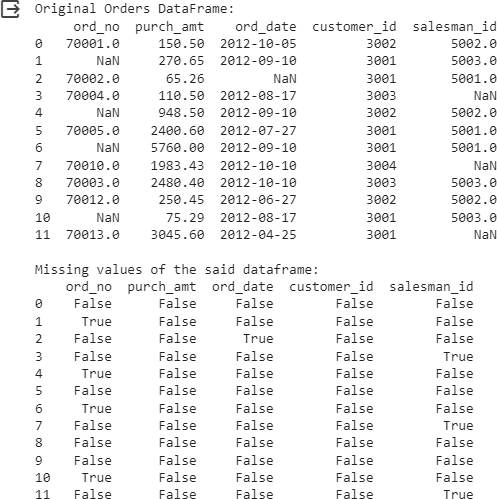 Original Orders DataFrame:
     ord_no  purch_amt    ord_date  customer_id  salesman_id
0   70001.0     150.50  2012-10-05         3002       5002.0
1       NaN     270.65  2012-09-10         3001       5003.0
2   70002.0      65.26         NaN         3001       5001.0
3   70004.0     110.50  2012-08-17         3003          NaN
4       NaN     948.50  2012-09-10         3002       5002.0
5   70005.0    2400.60  2012-07-27         3001       5001.0
6       NaN    5760.00  2012-09-10         3001       5001.0
7   70010.0    1983.43  2012-10-10         3004          NaN
8   70003.0    2480.40  2012-10-10         3003       5003.0
9   70012.0     250.45  2012-06-27         3002       5002.0
10      NaN      75.29  2012-08-17         3001       5003.0
11  70013.0    3045.60  2012-04-25         3001          NaN
Missing values of the said dataframe:
    ord_no  purch_amt  ord_date  customer_id  salesman_id
0    False      False     False        False        False
1     True      False     False        False        False
2    False      False      True        False        False
3    False      False     False        False         True
4     True      False     False        False        False
5    False      False     False        False        False
6     True      False     False        False        False
7    False      False     False        False         True
8    False      False     False        False        False
9    False      False     False        False        False
10    True      False     False        False        False
11   False      False     False        False         True